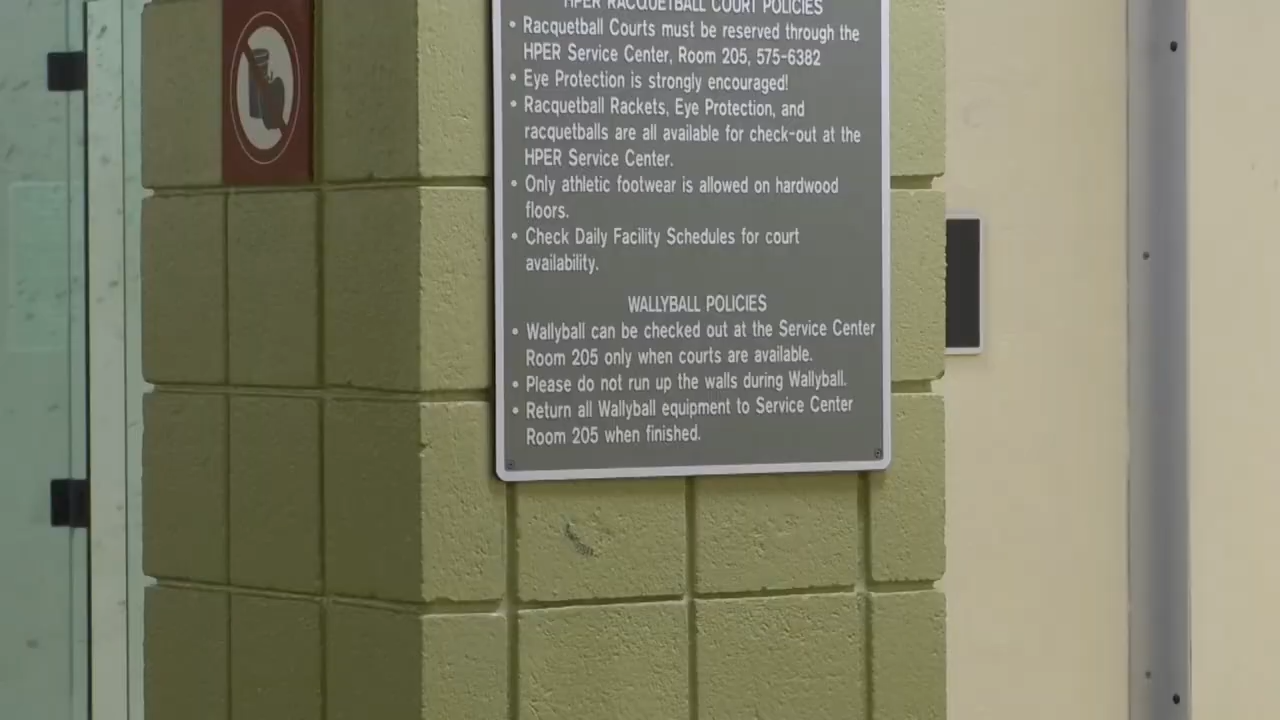 HPER RACQUETBALL COURT POLICIES
• Racquetball Courts must be reserved through the
HPER Service Center, Room 205, 575-6382
• Eye Protection is strongly encouraged!
• Racquetball Rackets, Eye Protection, and
racquetballs are all available for check-out at the
HPER Service Center.
• Only athletic footwear is allowed on hardwood
floors.
• Check Daily Facility Schedules for court
availability.
WALLYBALL POLICIES
• Wallyball can be checked out at the Service Center
Room 205 only when courts are available.
• Please do not run up the walls during Wallyball.
• Return all Wallyball equipment to Service Center
Room 205 when finished.